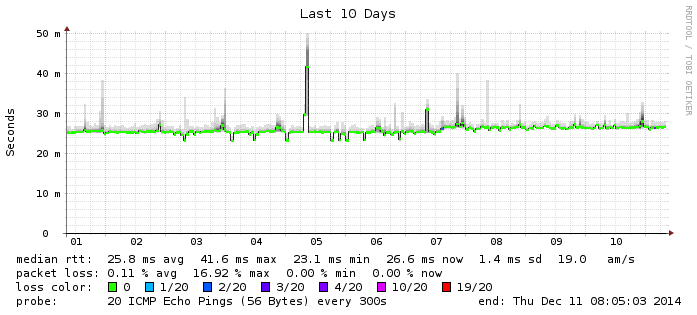 Last 10 Days
RRDTOOL / TOBI OETIKER
Seconds
50 m
40 m
30 m
20 m
10 m
0
01 02 03 04 05 06 07 08 09 10
median rtt: 25.8 ms avg 41.6 ms max 23.1 ms min 26.6 ms now 1.4 ms sd 19.0 am/s
packet loss: 0.11 % avg 16.92 % max 0.00 % min 0.00 % now
loss color: 0 1/20 2/20 3/20 4/20 10/20 19/20
probe: 20 ICMP Echo Pings (56 Bytes) every 300s end: Thu Dec 11 08:05:03 2014